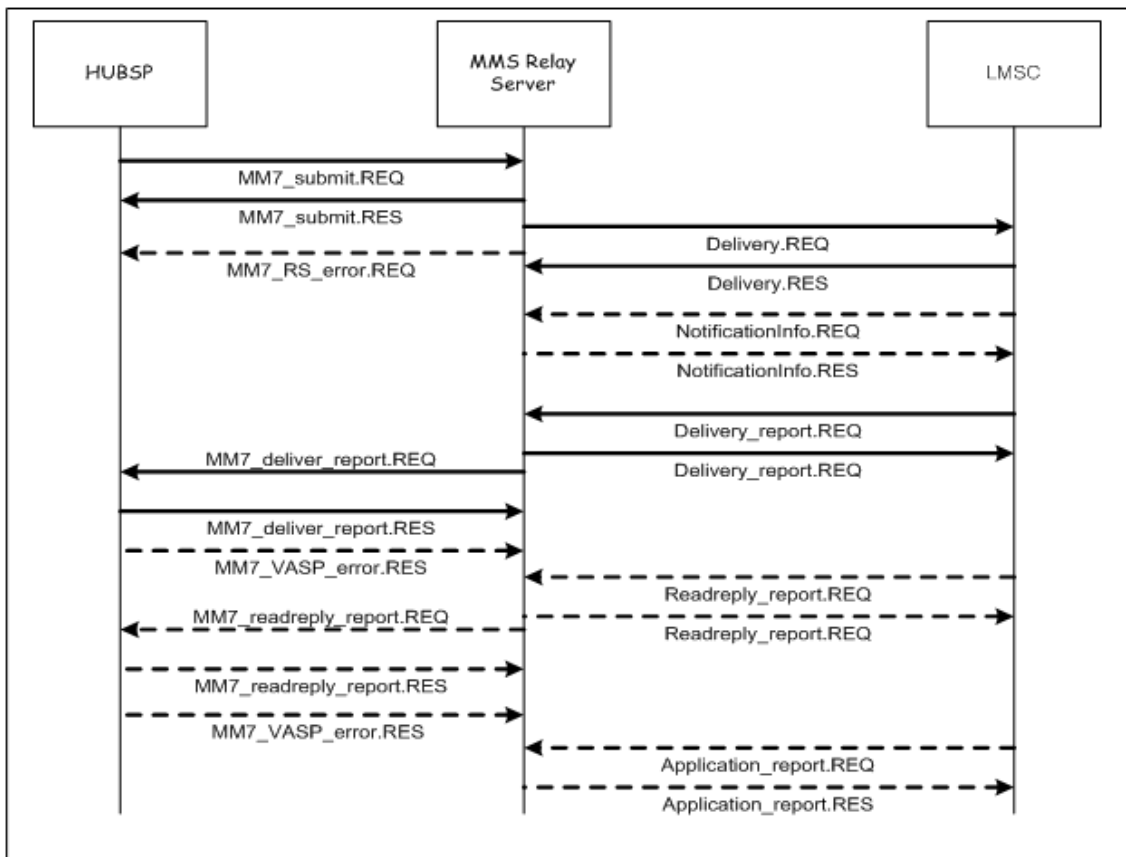 HUBSP
MMS Relay
Server
LMSC
MM7_submit.REQ
MM7_submit.RES
Delivery.REQ
MM7_RS_error.REQ
Delivery.RES
NotificationInfo.REQ
NotificationInfo.RES
Delivery_report.REQ
MM7_deliver_report.REQ
Delivery_report.REQ
MM7_deliver_report.RES
MM7_VASP_error.RES
Readreply_report.REQ
MM7_readreply_report.REQ
Readreply_report.REQ
MM7_readreply_report.RES
MM7_VASP_error.RES
Application_report.REQ
Application_report.RES